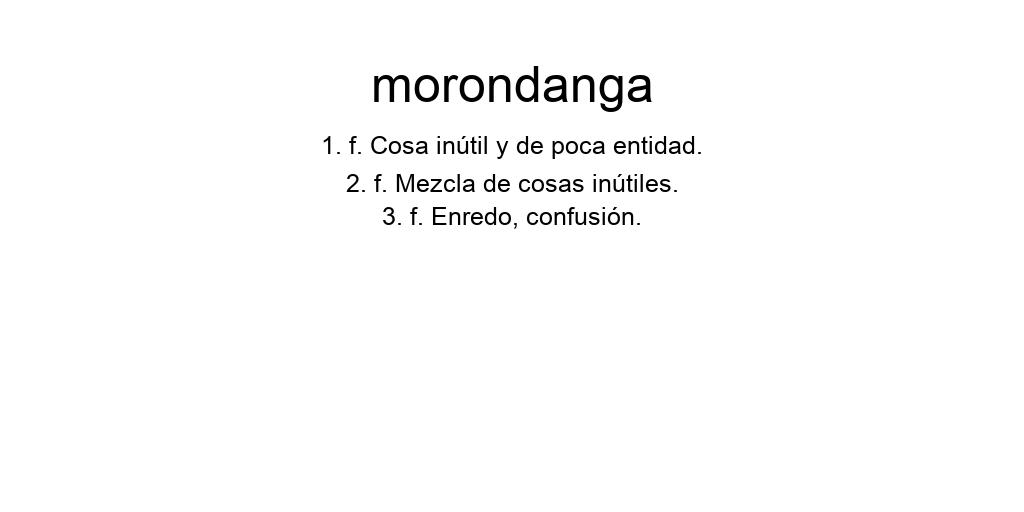 morondanga
1. f. Cosa inútil y de poca entidad.
2. f. Mezcla de cosas inútiles.
3. f. Enredo, confusión.